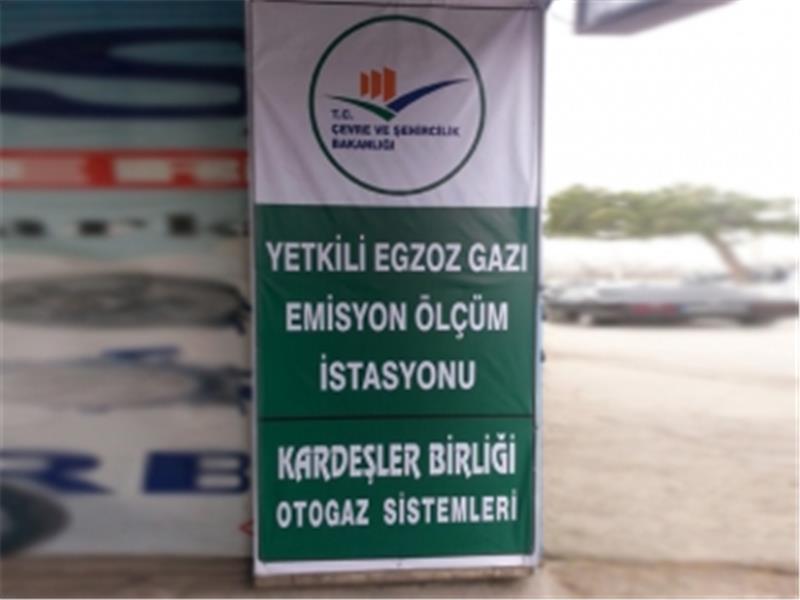 T.C.
ÇEVRE VE ŞEHİRCİLİK
BAKANLIĞI
YETKİLİ EGZOZ GAZI
EMİSYON ÖLÇÜM
İSTASYONU
KARDEŞLER BİRLİĞİ
OTOGAZ SİSTEMLERİ